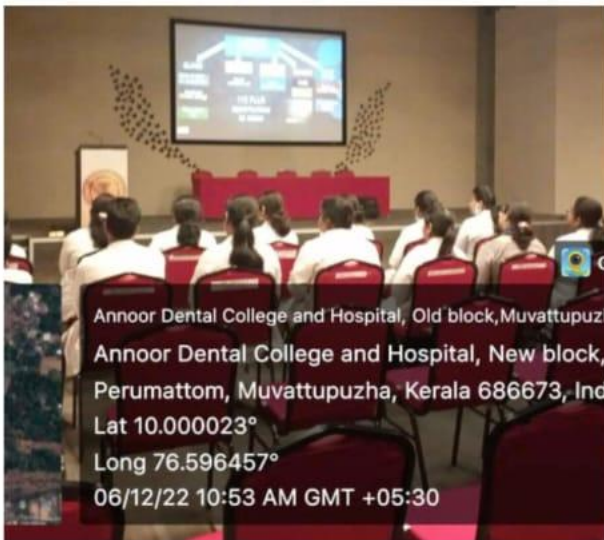 Annoor Dental College and Hospital, Old block,Muvattupuz
Annoor Dental College and Hospital, New block,
Perumattom, Muvattupuzha, Kerala 686673, Ind
Lat 10.000023°
Long 76.596457°
06/12/22 10:53 AM GMT +05:30